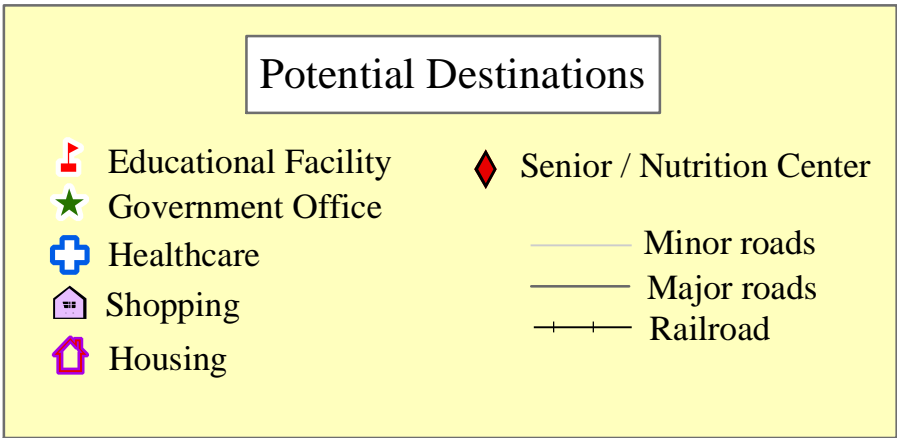 Potential Destinations
Educational Facility
Government Office
Healthcare
Shopping
Housing
Senior / Nutrition Center
Minor roads
Major roads
Railroad